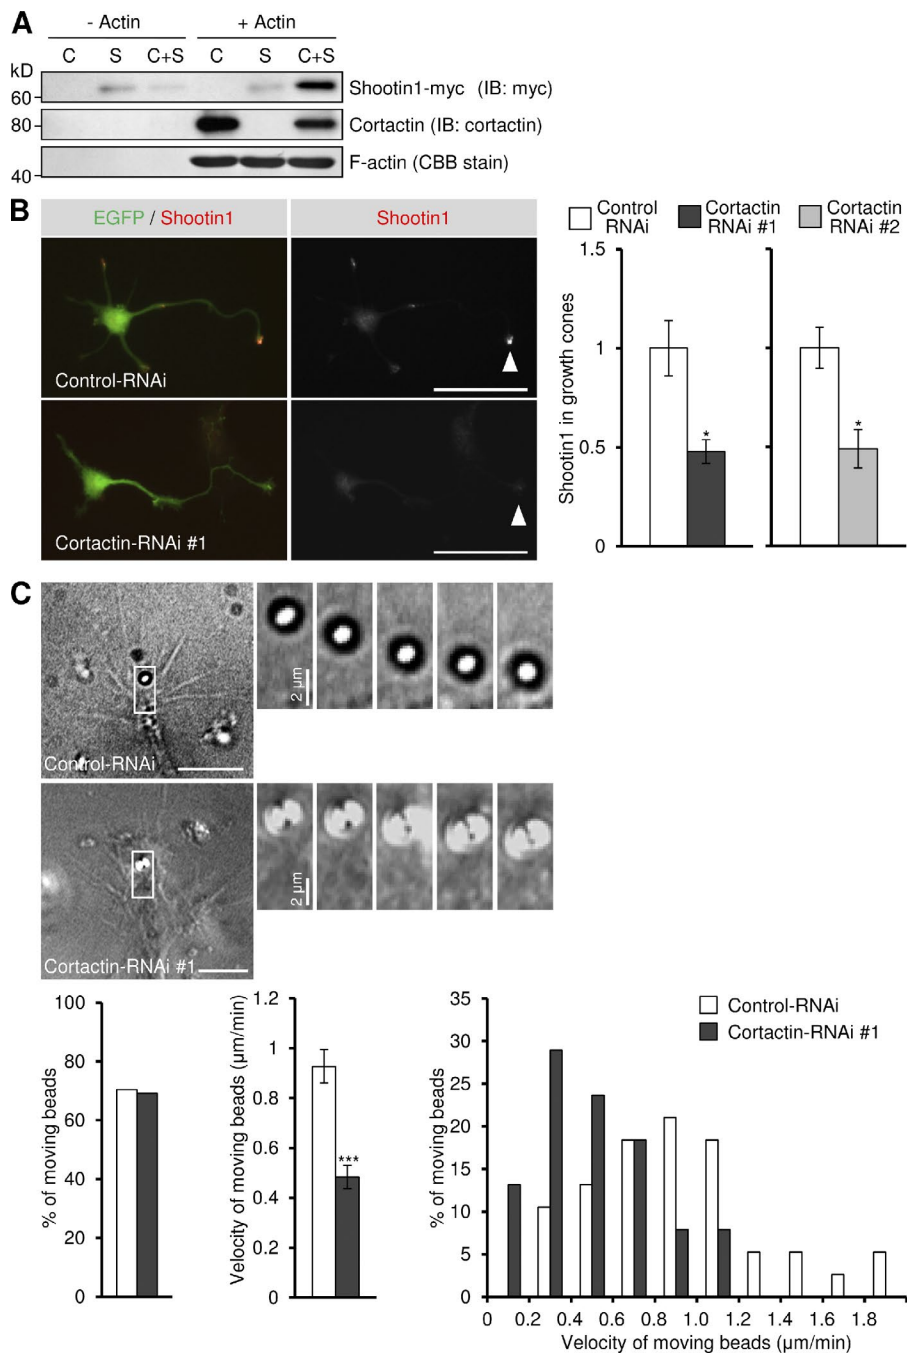 A
- Actin + Actin
C S C+S C S C+S
kD
60
Shootin1-myc (IB: myc)
80
Cortactin (IB: cortactin)
40
F-actin (CBB stain)
B
EGFP / Shootin1
Shootin1
Control-RNAi
Cortactin-RNAi #1
Control RNAi
Cortactin RNAi #1
Cortactin RNAi #2
Shootin1 in growth cones
1.5
1
0.5
0
*
*
C
Control-RNAi
2 µm
Cortactin-RNAi #1
2 µm
% of moving beads
100
80
60
40
20
0
Velocity of moving beads (µm/min)
1.2
1
0.8
0.6
0.4
0.2
0
***
% of moving beads
35
30
25
20
15
10
5
0
Control-RNAi
Cortactin-RNAi #1
0 0.2 0.4 0.6 0.8 1.0 1.2 1.4 1.6 1.8
Velocity of moving beads (µm/min)